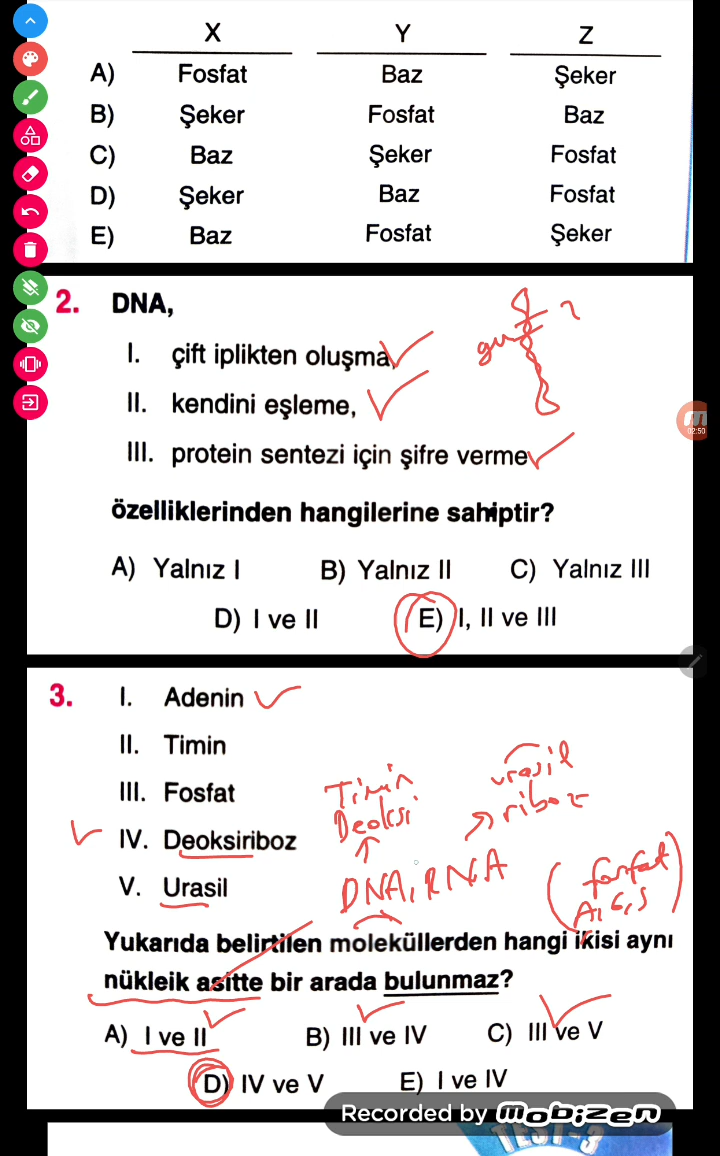 X Y Z
A) Fosfat Baz Şeker
B) Şeker Fosfat Baz
C) Baz Şeker Fosfat
D) Şeker Baz Fosfat
E) Baz Fosfat Şeker
2. DNA,
I. çift iplikten oluşma,
II. kendini eşleme,
III. protein sentezi için şifre verme
özelliklerinden hangilerine sahiptir?
A) Yalnız I B) Yalnız II C) Yalnız III
D) I ve II E) I, II ve III
02:50
3. I. Adenin
II. Timin
III. Fosfat
IV. Deoksiriboz
V. Urasil
Timin
Deoksi
urasil
riboz
DNA, RNA
fosfat
A, G, S
Yukarıda belirtilen moleküllerden hangi ikisi aynı
nükleik asitte bir arada bulunmaz?
A) I ve II B) III ve IV C) III ve V
D) IV ve V E) I ve IV
Recorded by mobizen
TEST-3